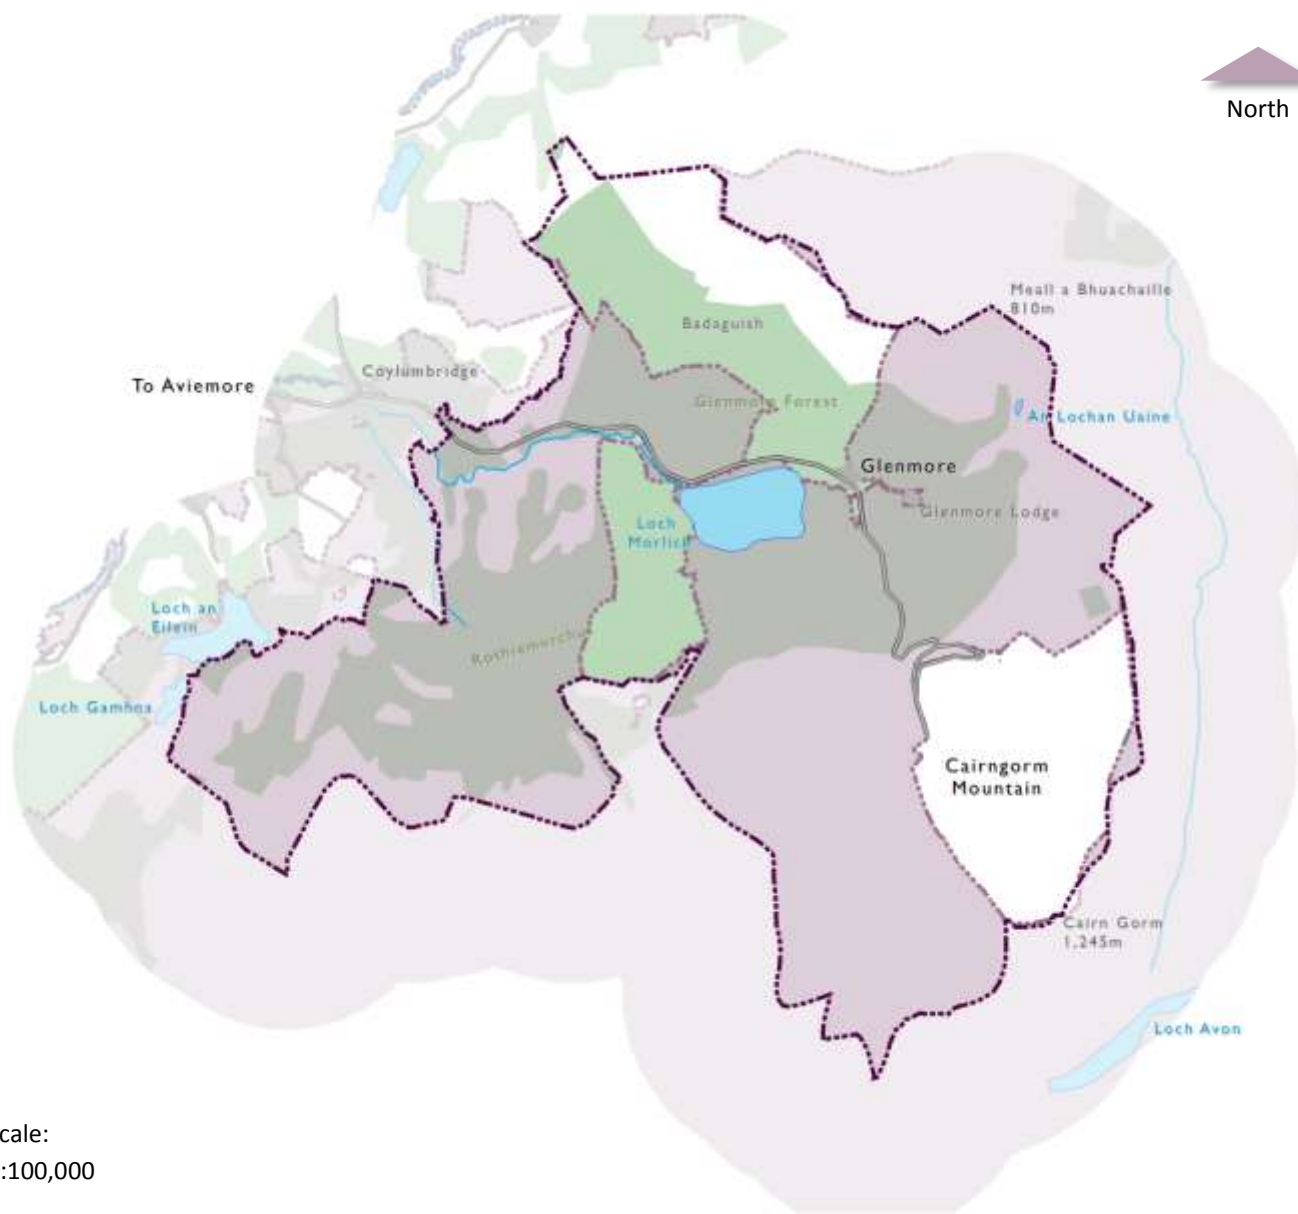 North
Meall a Bhuachaille
810m
Badaguish
Coylumbridge
To Aviemore
Glenmore Forest
An Lochan Uaine
Glenmore
Glenmore Lodge
Loch
Morlich
Loch an
Eilein
Rothiemurchus
Loch Gamhna
Cairngorm
Mountain
Cairn Gorm
1,245m
Loch Avon
cale:
:100,000